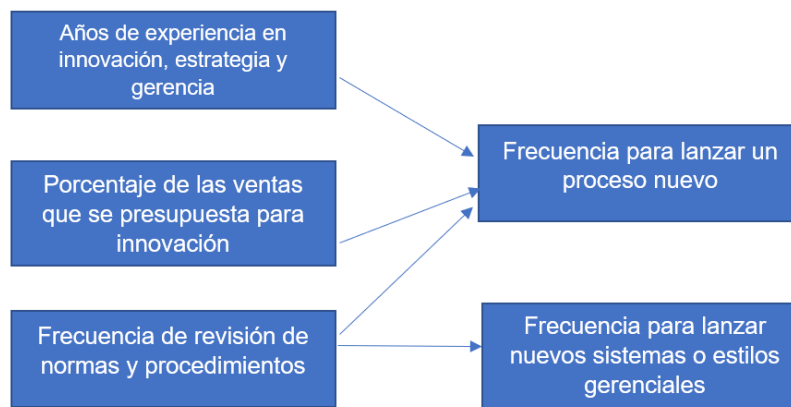 Años de experiencia en
innovación, estrategia y
gerencia
Porcentaje de las ventas
que se presupuesta para
innovación
Frecuencia de revisión de
normas y procedimientos
Frecuencia para lanzar un
proceso nuevo
Frecuencia para lanzar
nuevos sistemas o estilos
gerenciales